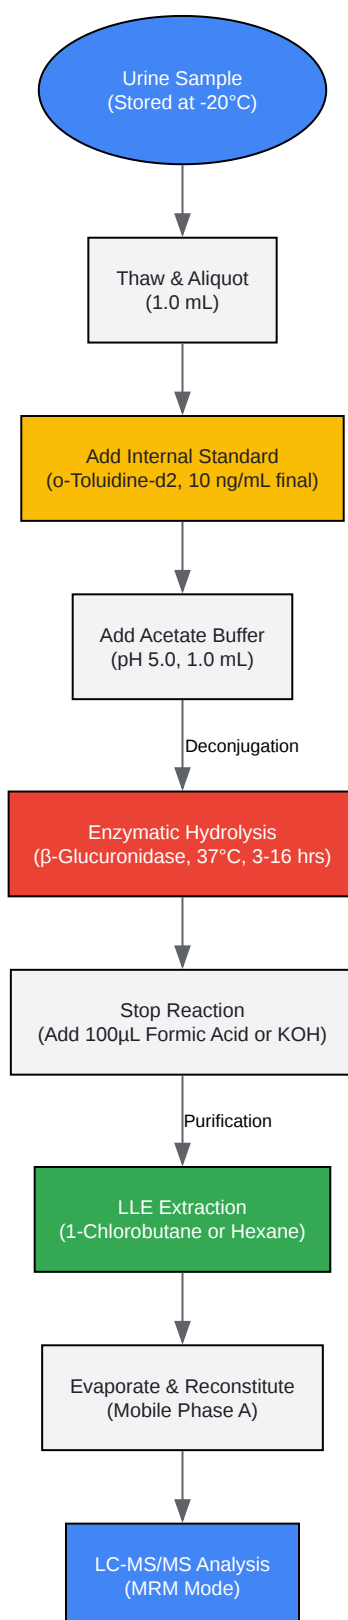 Urine Sample
(Stored at -20°C)
Thaw & Aliquot
(1.0 mL)
Add Internal Standard
(o-Toluidine-d2, 10 ng/mL final)
Add Acetate Buffer
(pH 5.0, 1.0 mL)
Deconjugation
Enzymatic Hydrolysis
(β-Glucuronidase, 37°C, 3-16 hrs)
Stop Reaction
(Add 100µL Formic Acid or KOH)
Purification
LLE Extraction
(1-Chlorobutane or Hexane)
Evaporate & Reconstitute
(Mobile Phase A)
LC-MS/MS Analysis
(MRM Mode)